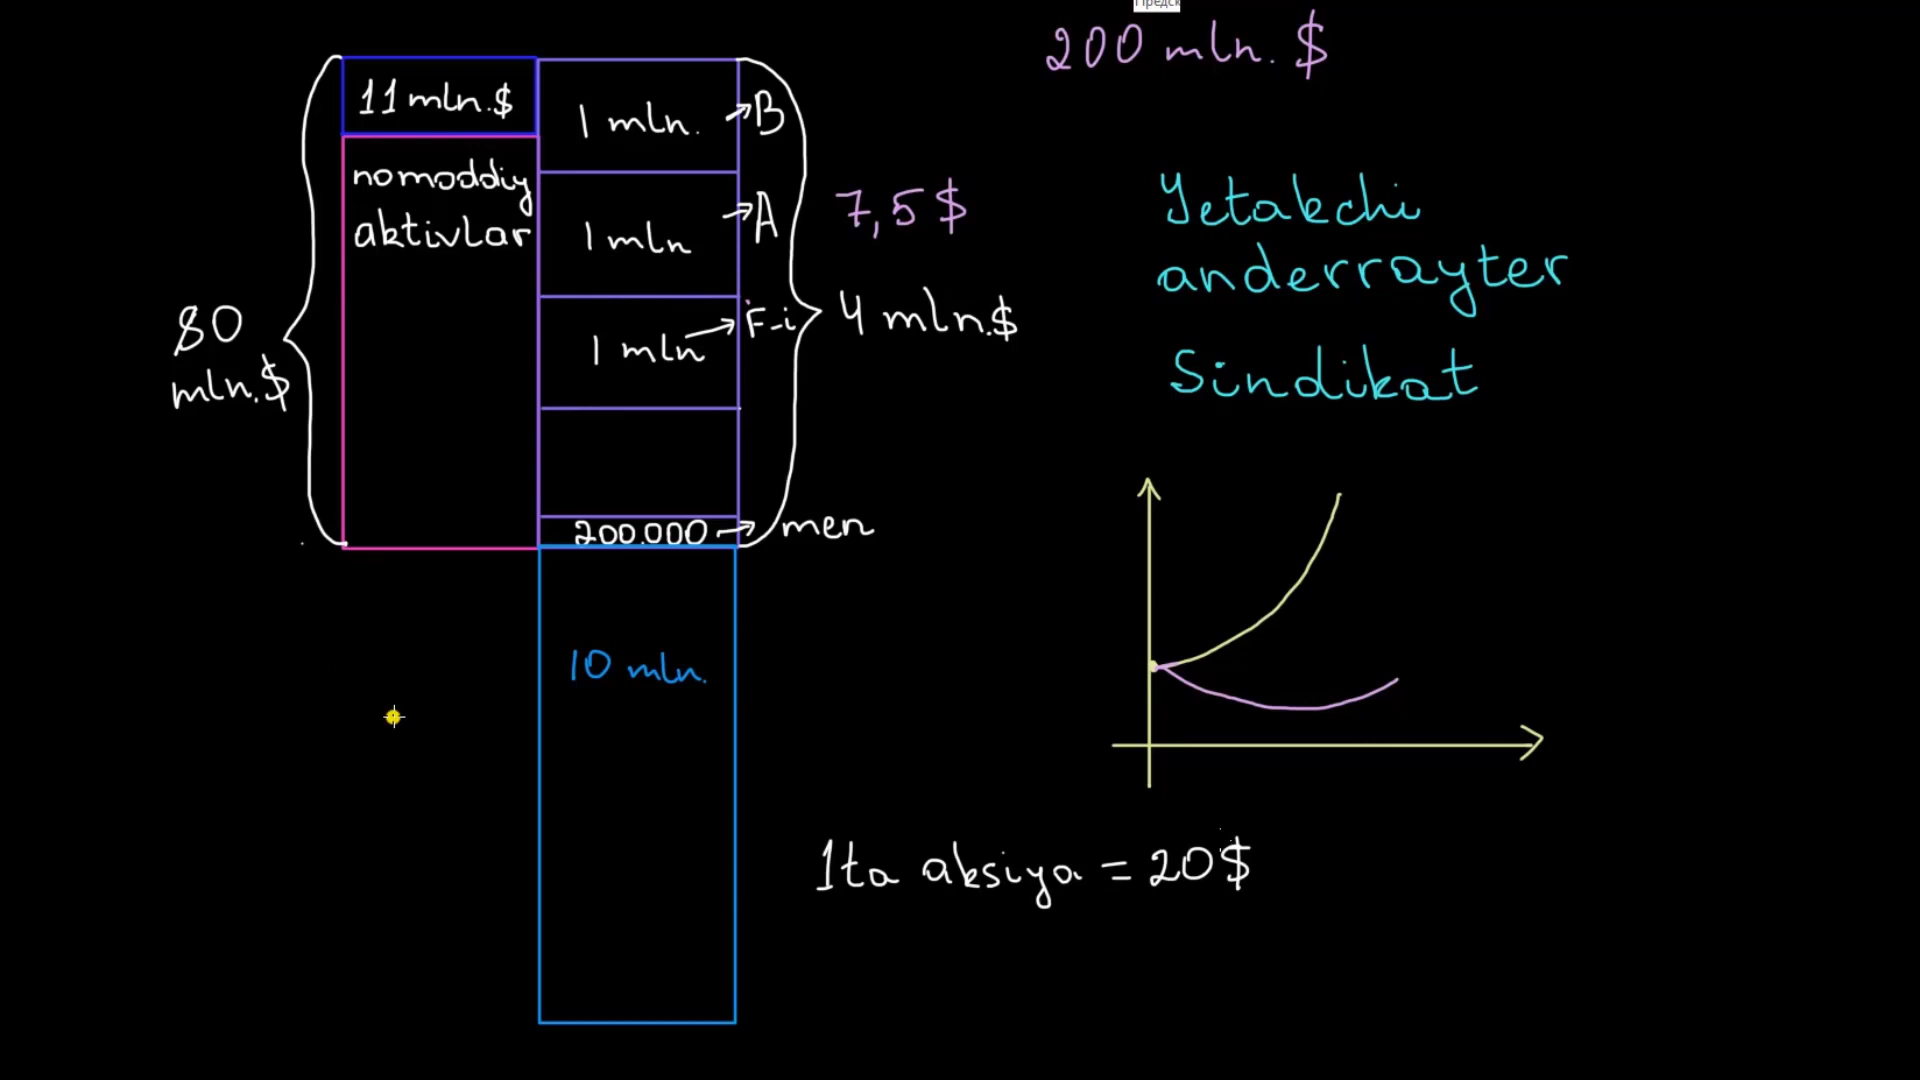 Предск
200 mln. $
11 mln. $
1 mln. → B
nomoddiy
aktivlar
1 mln → A
7,5 $
Yetakchi
anderrayter
80
mln. $
1 mln → F-i
4 mln. $
Sindikat
200.000 → men
10 mln.
1ta aksiya = 20 $